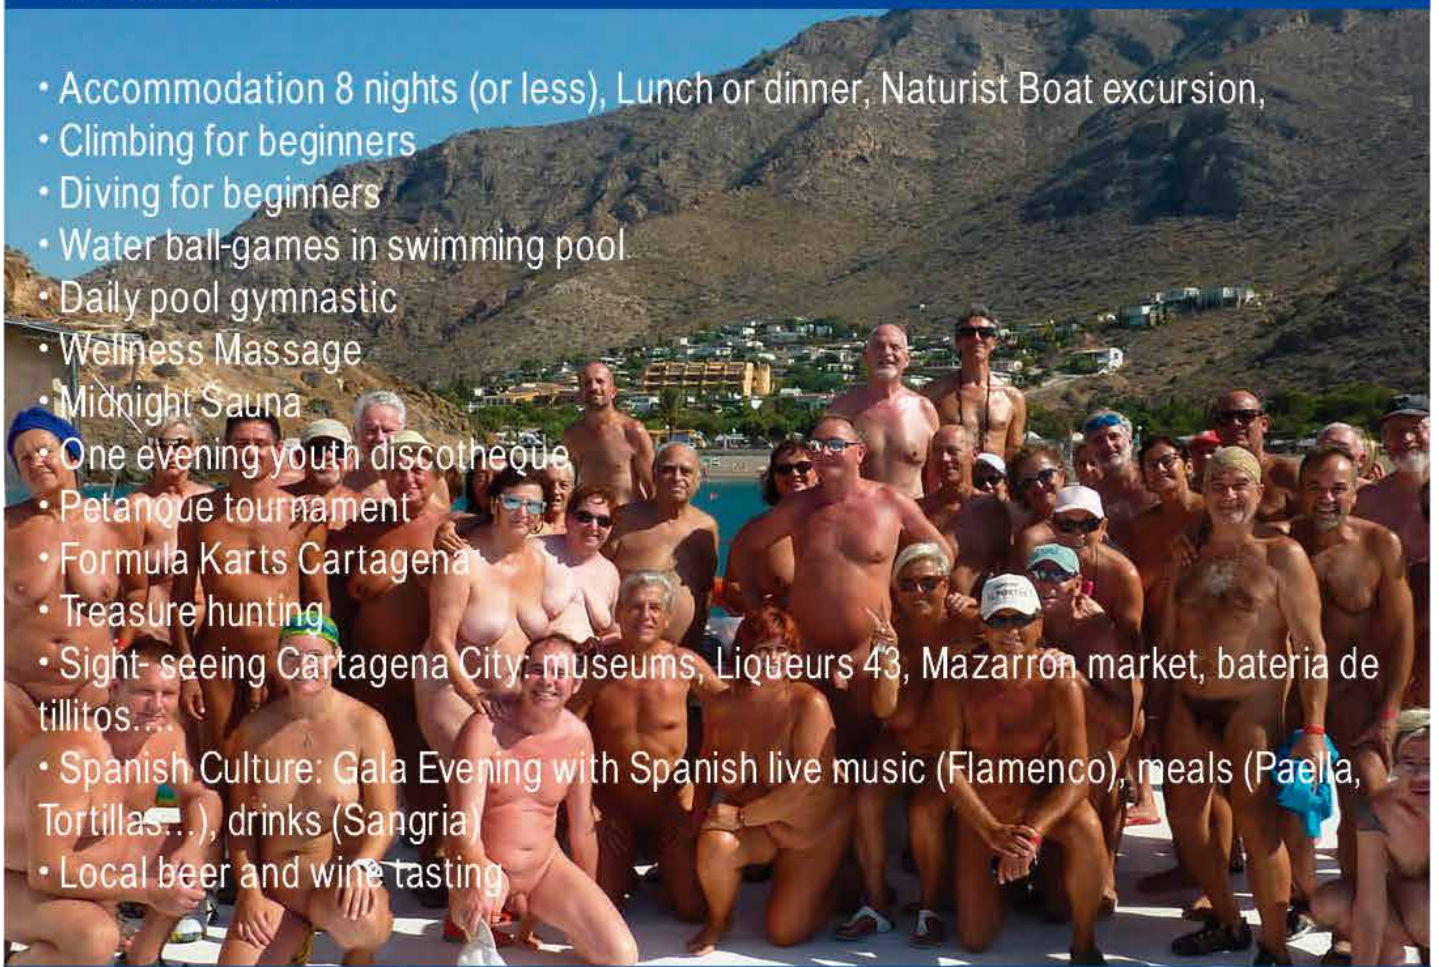 • Accommodation 8 nights (or less), Lunch or dinner, Naturist Boat excursion,
• Climbing for beginners
• Diving for beginners
• Water ball-games in swimming pool
• Daily pool gymnastic
• Wellness Massage
• Midnight Sauna
• One evening youth discotheque
• Petanque tournament
• Formula Karts Cartagena
• Treasure hunting
• Sight- seeing Cartagena City: museums, Liqueurs 43, Mazarron market, bateria de
tillitos....
• Spanish Culture: Gala Evening with Spanish live music (Flamenco), meals (Paella,
Tortillas...), drinks (Sangria)
• Local beer and wine tasting